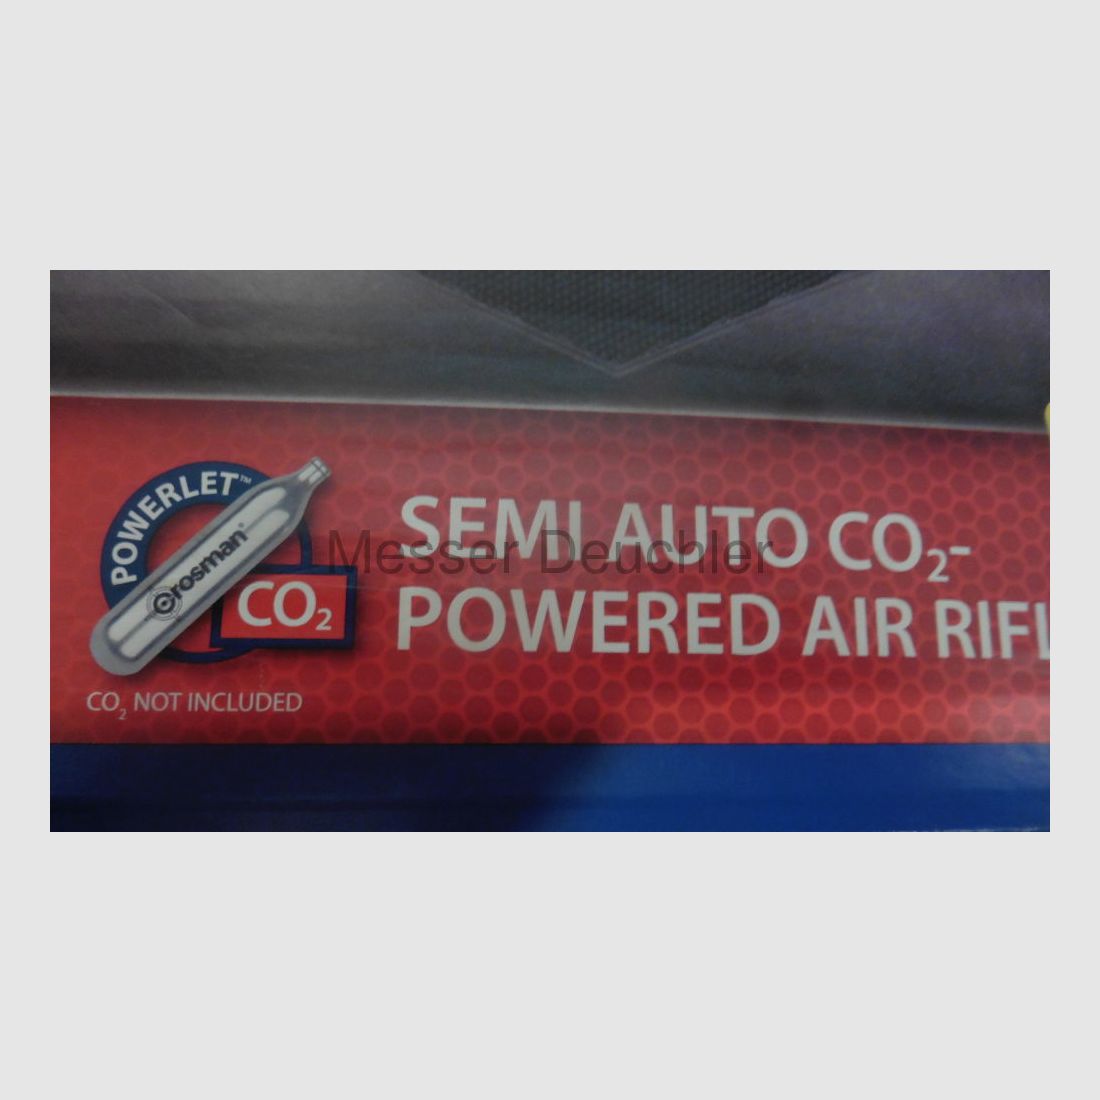 POWERLET™
Crosman®
CO₂
CO₂ NOT INCLUDED
SEMI AUTO CO₂-
POWERED AIR RIFL
Messer Deuchler